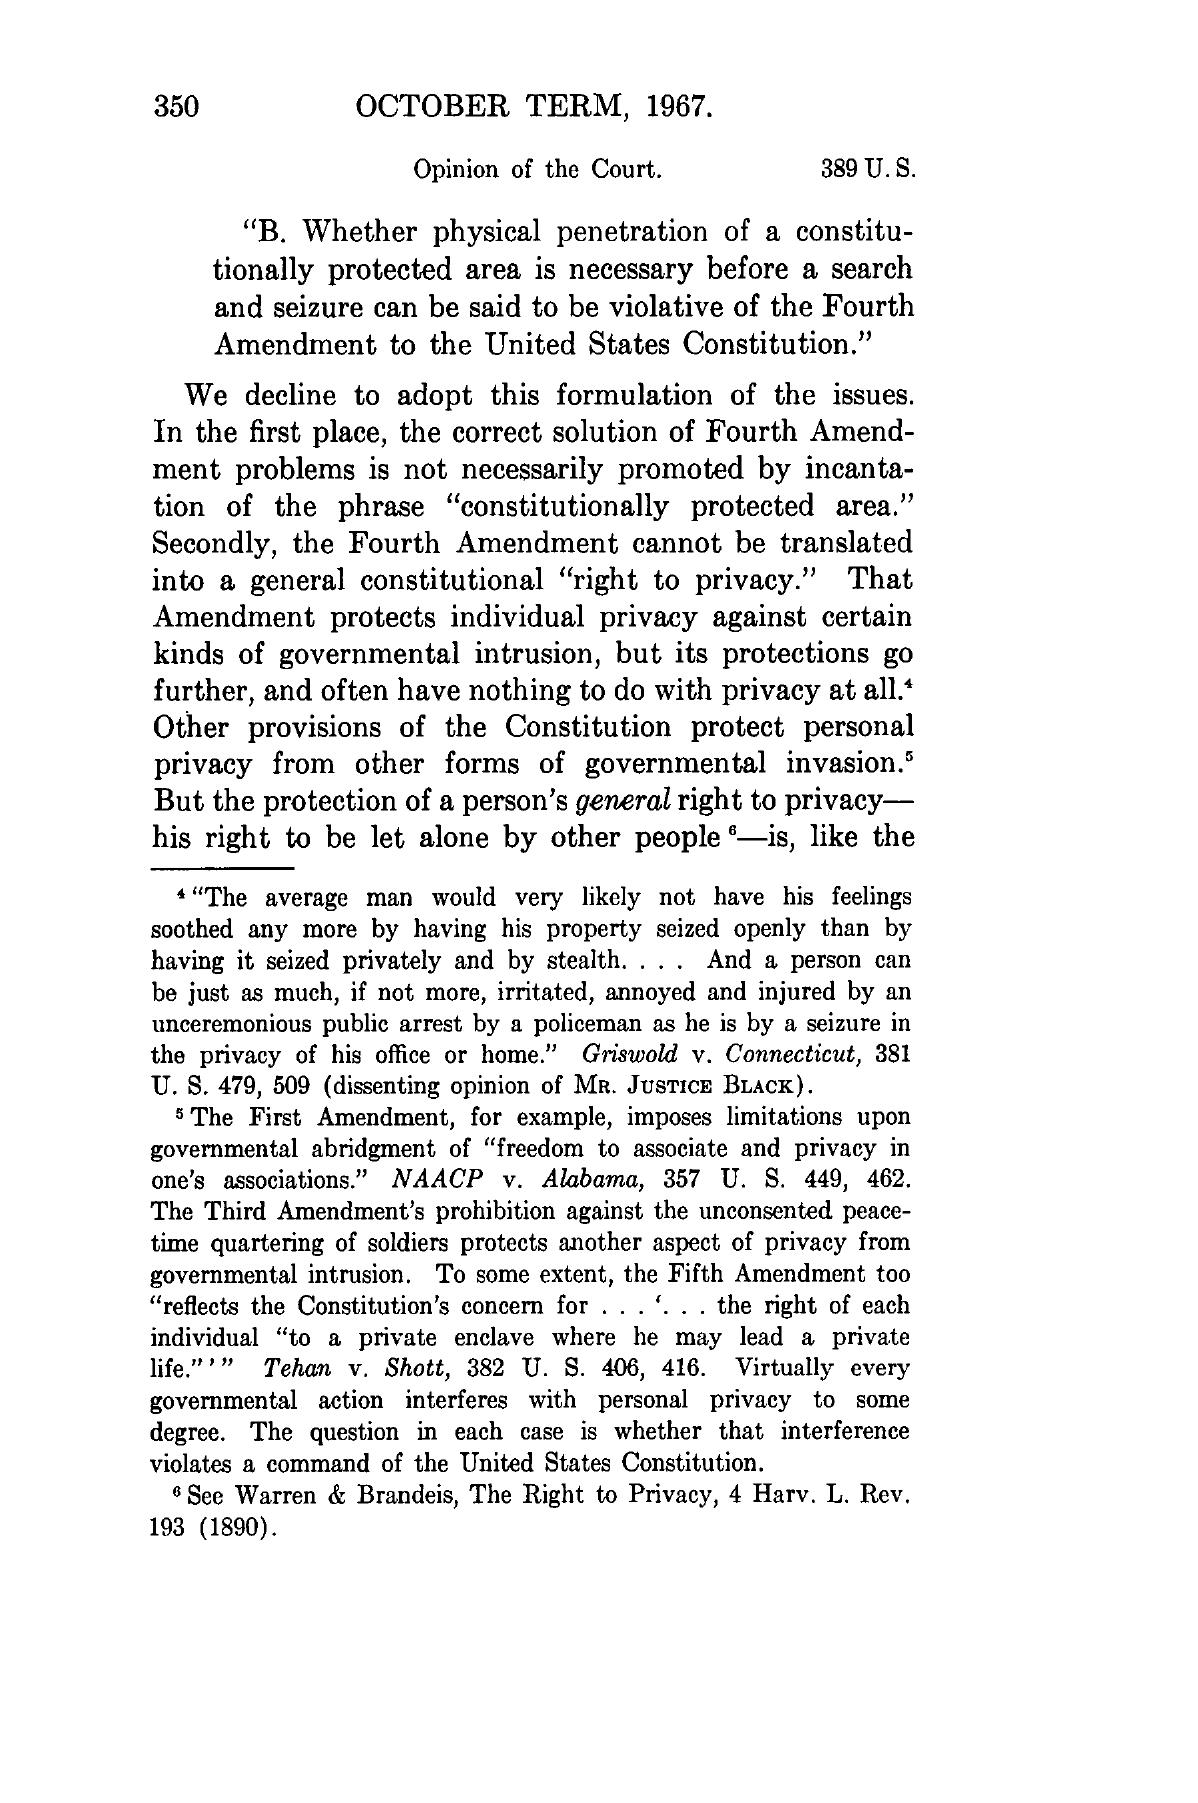 350 OCTOBER TERM, 1967.
Opinion of the Court. 389 U. S.
"B. Whether physical penetration of a constitu-
tionally protected area is necessary before a search
and seizure can be said to be violative of the Fourth
Amendment to the United States Constitution."
We decline to adopt this formulation of the issues.
In the first place, the correct solution of Fourth Amend-
ment problems is not necessarily promoted by incanta-
tion of the phrase "constitutionally protected area."
Secondly, the Fourth Amendment cannot be translated
into a general constitutional "right to privacy." That
Amendment protects individual privacy against certain
kinds of governmental intrusion, but its protections go
further, and often have nothing to do with privacy at all.⁴
Other provisions of the Constitution protect personal
privacy from other forms of governmental invasion.⁵
But the protection of a person's general right to privacy—
his right to be let alone by other people ⁶—is, like the
⁴ "The average man would very likely not have his feelings
soothed any more by having his property seized openly than by
having it seized privately and by stealth. . . . And a person can
be just as much, if not more, irritated, annoyed and injured by an
unceremonious public arrest by a policeman as he is by a seizure in
the privacy of his office or home." Griswold v. Connecticut, 381
U. S. 479, 509 (dissenting opinion of MR. JUSTICE BLACK).
⁵ The First Amendment, for example, imposes limitations upon
governmental abridgment of "freedom to associate and privacy in
one's associations." NAACP v. Alabama, 357 U. S. 449, 462.
The Third Amendment's prohibition against the unconsented peace-
time quartering of soldiers protects another aspect of privacy from
governmental intrusion. To some extent, the Fifth Amendment too
"reflects the Constitution's concern for . . . '. . . the right of each
individual "to a private enclave where he may lead a private
life." ' " Tehan v. Shott, 382 U. S. 406, 416. Virtually every
governmental action interferes with personal privacy to some
degree. The question in each case is whether that interference
violates a command of the United States Constitution.
⁶ See Warren & Brandeis, The Right to Privacy, 4 Harv. L. Rev.
193 (1890).